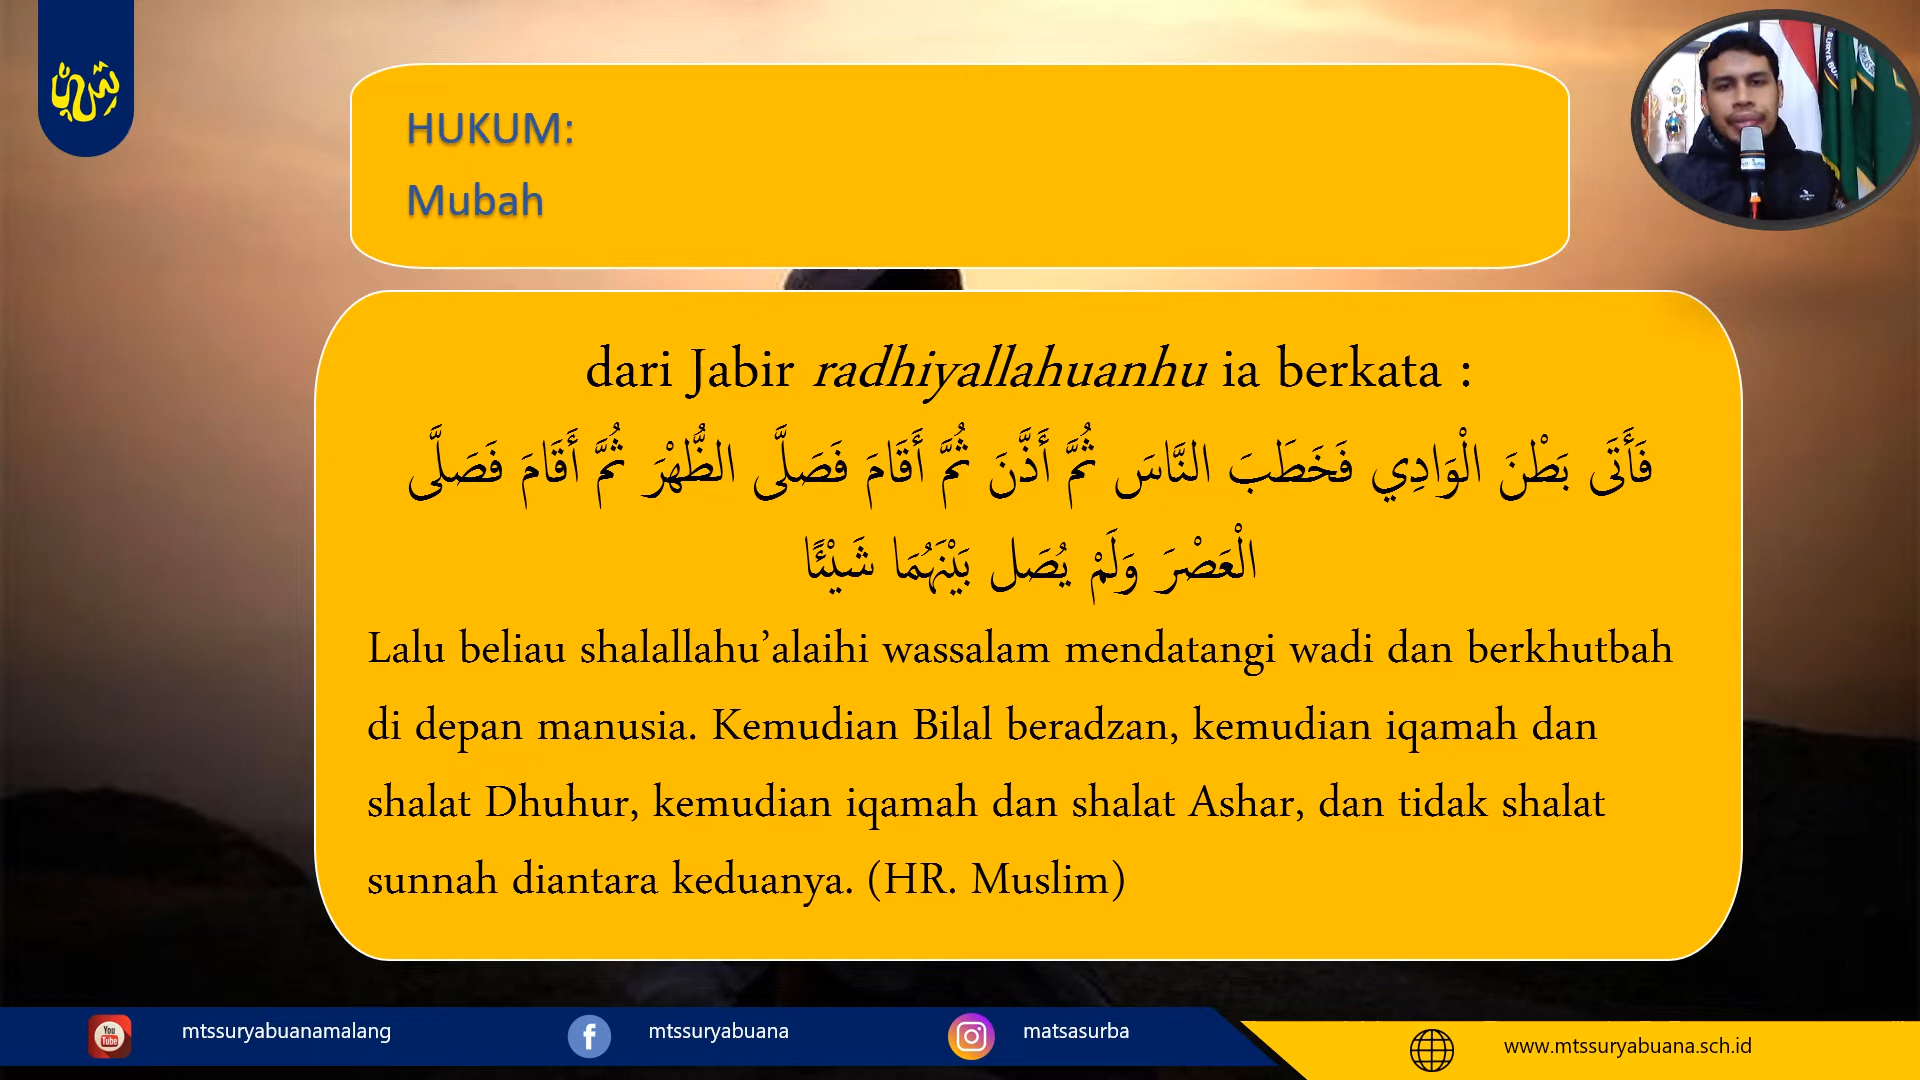 HUKUM:
Mubah
dari Jabir radhiyallahuanhu ia berkata :
فَأَتَى بَطْنَ الْوَادِي فَخَطَبَ النَّاسَ ثُمَّ أَذَّنَ ثُمَّ أَقَامَ فَصَلَّى الظُّهْرَ ثُمَّ أَقَامَ فَصَلَّى
الْعَصْرَ وَلَمْ يُصَل بَيْنَهُمَا شَيْئًا
Lalu beliau shalallahu’alaihi wassalam mendatangi wadi dan berkhutbah
di depan manusia. Kemudian Bilal beradzan, kemudian iqamah dan
shalat Dhuhur, kemudian iqamah dan shalat Ashar, dan tidak shalat
sunnah diantara keduanya. (HR. Muslim)
You
Tube
mtssuryabuanamalang
mtssuryabuana
matsasurba
www.mtssuryabuana.sch.id